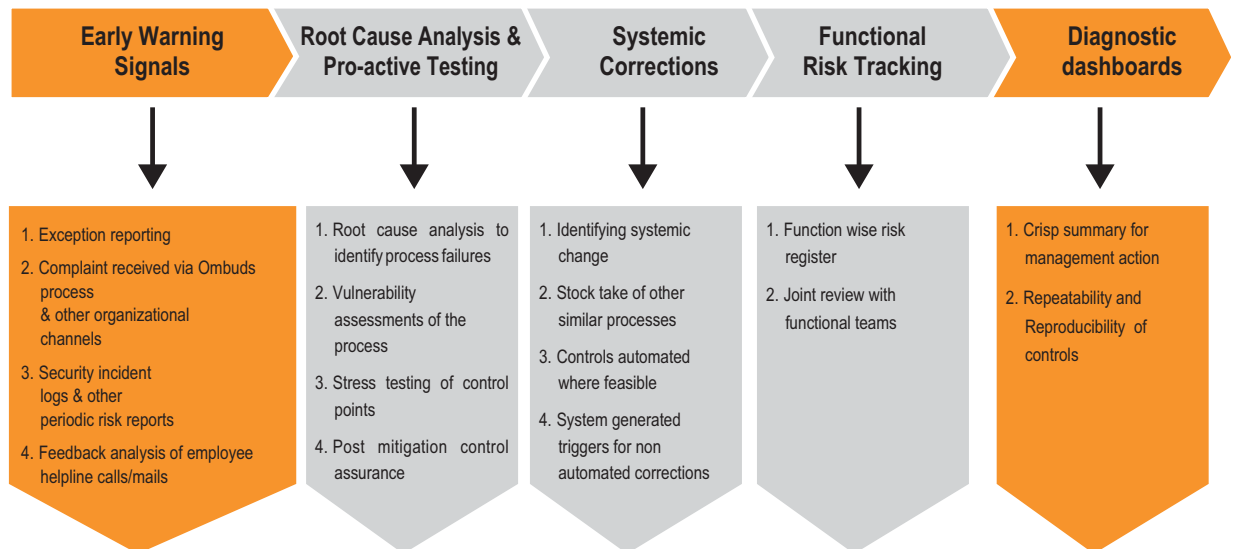 Early Warning
Signals
Root Cause Analysis &
Pro-active Testing
Systemic
Corrections
Functional
Risk Tracking
Diagnostic
dashboards
1. Exception reporting
2. Complaint received via Ombuds
process
& other organizational
channels
3. Security incident
logs & other
periodic risk reports
4. Feedback analysis of employee
helpline calls/mails
1. Root cause analysis to
identify process failures
2. Vulnerability
assessments of the
process
3. Stress testing of control
points
4. Post mitigation control
assurance
1. Identifying systemic
change
2. Stock take of other
similar processes
3. Controls automated
where feasible
4. System generated
triggers for non
automated corrections
1. Function wise risk
register
2. Joint review with
functional teams
1. Crisp summary for
management action
2. Repeatability and
Reproducibility of
controls